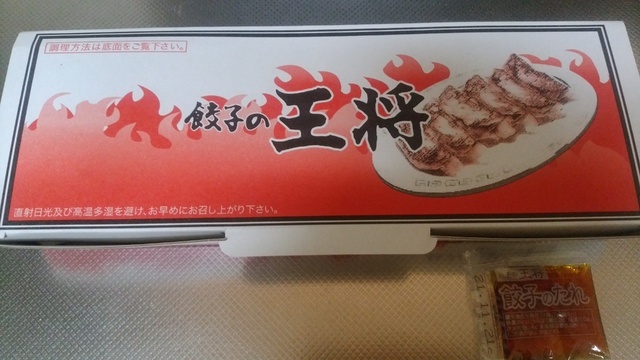 調理方法は底面をご覧下さい。
餃子の王将
直射日光及び高温多湿を避け、お早めにお召し上がり下さい。
餃子のたれ